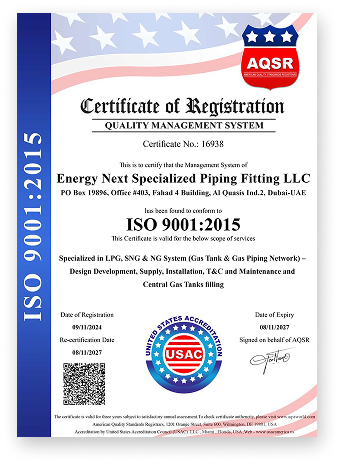 AQSR
AMERICAN QUALITY STANDARDS REGISTRARS
Certificate of Registration
QUALITY MANAGEMENT SYSTEM
Certificate No.: 16938
This is to certify that the Management System of
Energy Next Specialized Piping Fitting LLC
PO Box 19896, Office #403, Fahad 4 Building, Al Quasis Ind.2, Dubai-UAE
has been found to conform to
ISO 9001:2015
This Certificate is valid for the below scope of services
Specialized in LPG, SNG & NG System (Gas Tank & Gas Piping Network) –
Design Development, Supply, Installation, T&C and Maintenance and
Central Gas Tanks filling
ISO 9001:2015
Date of Registration
09/11/2024
Re-certification Date
08/11/2027
UNITED STATES ACCREDITATION
USAC
Date of Expiry
08/11/2027
Signed on behalf of AQSR
The certificate is valid for three years subject to satisfactory annual assessment.To check certificate authenticity, please visit www.aqsrworld.com
American Quality Standards Registrars, 1201 Orange Street, Suite 600, Wilmington, DE 19801, USA
Accreditation by United States Accreditation Council (USAC) LLC, Miami, Florida, USA,Web - www.usacamerica.us